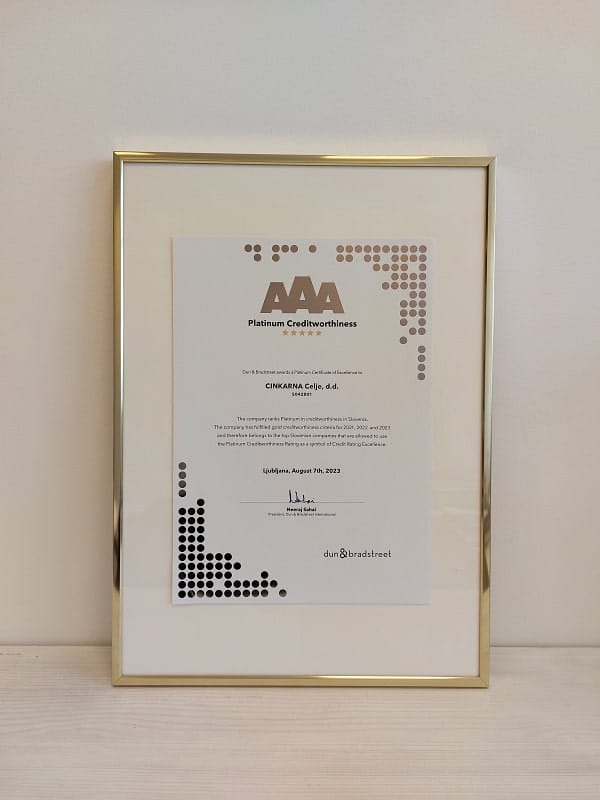 AAA
Platinum Creditworthiness
Dun & Bradstreet awards a Platinum Certificate of Excellence to
CINKARNA Celje, d.d.
5042801
The company ranks Platinum in creditworthiness in Slovenia.
The company has fulfilled gold creditworthiness criteria for 2021, 2022 and 2023
and therefore belongs to the top Slovenian companies that are allowed to use
the Platinum Creditworthiness Rating as a symbol of Credit Rating Excellence.
Ljubljana, August 7th, 2023
Neeraj Sahai
President, Dun & Bradstreet International
dun & bradstreet